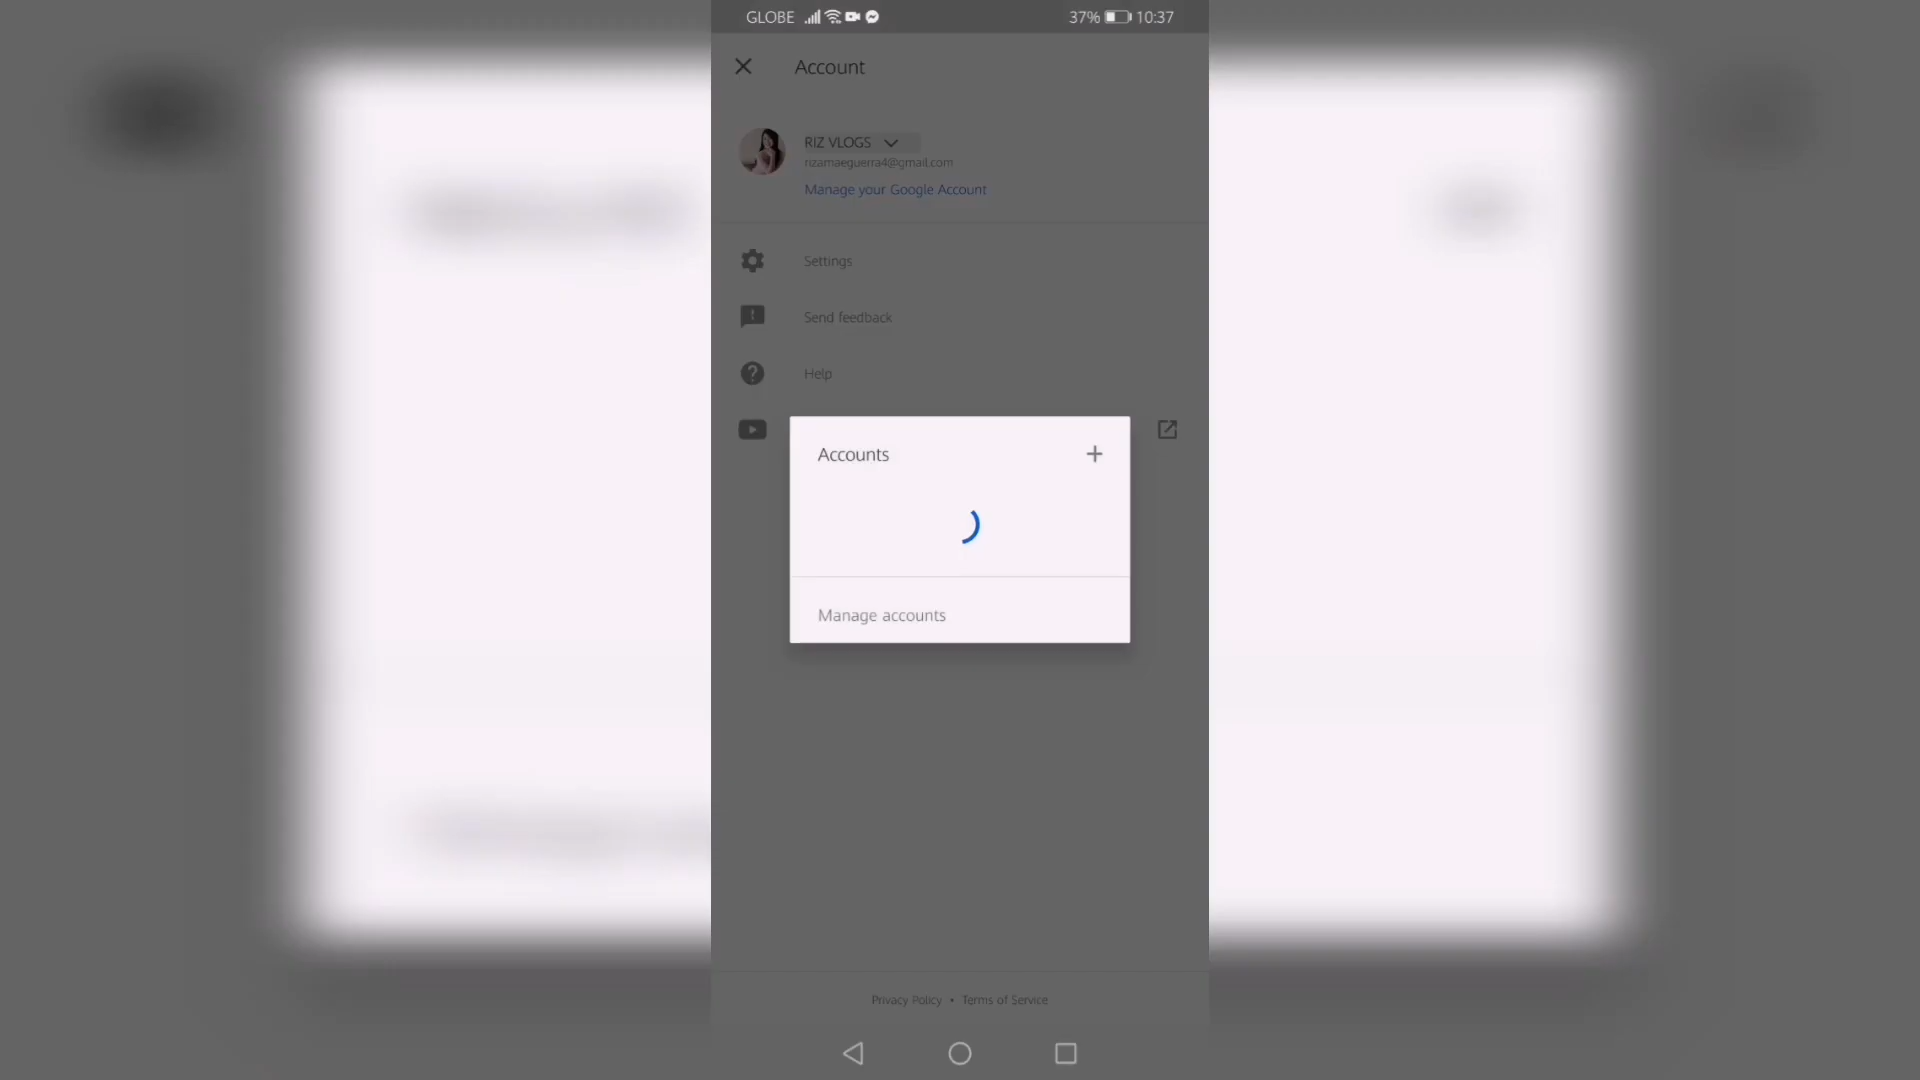 GLOBE
37% 10:37
Account
RIZ VLOGS
rizamaeguerra4@gmail.com
Manage your Google Account
Settings
Send feedback
Help
Accounts
Manage accounts
Privacy Policy • Terms of Service